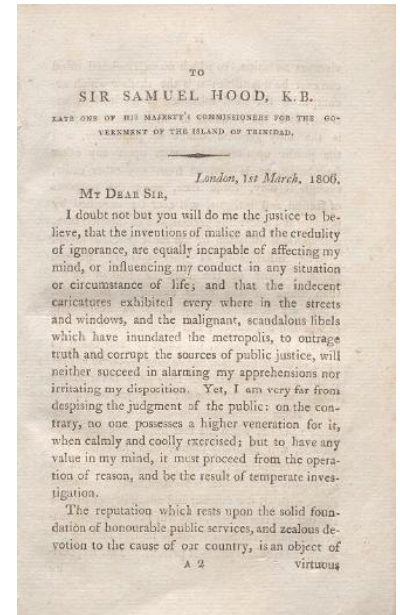 TO
SIR SAMUEL HOOD, K. B.
LATE ONE OF HIS MAJESTY'S COMMISSIONERS FOR THE GO-
VERNMENT OF THE ISLAND OF TRINIDAD.
London, 1st March, 1806.
MY DEAR SIR,
I doubt not but you will do me the justice to be-
lieve, that the inventions of malice and the credulity
of ignorance, are equally incapable of affecting my
mind, or influencing my conduct in any situation
or circumstance of life; and that the indecent
caricatures exhibited every where in the streets
and windows, and the malignant, scandalous libels
which have inundated the metropolis, to outrage
truth and corrupt the sources of public justice, will
neither succeed in alarming my apprehensions nor
irritating my disposition. Yet, I am very far from
despising the judgment of the public: on the con-
trary, no one possesses a higher veneration for it,
when calmly and coolly exercised; but to have any
value in my mind, it must proceed from the opera-
tion of reason, and be the result of temperate inves-
tigation.
The reputation which rests upon the solid foun-
dation of honourable public services, and zealous de-
votion to the cause of our country, is an object of
A 2 virtuous